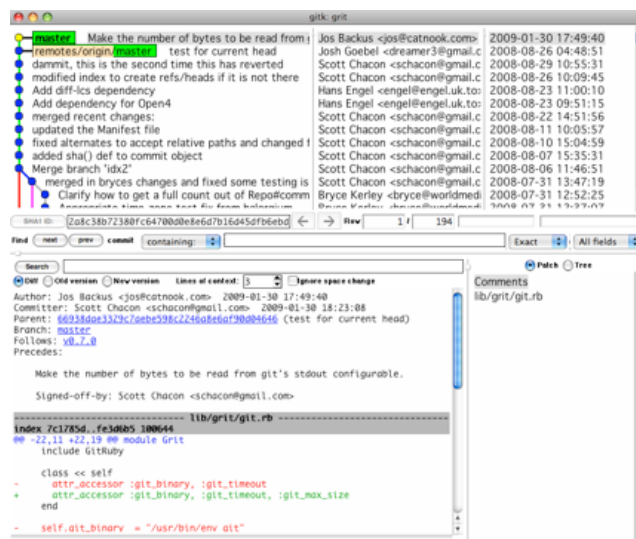 gitk: grit
master Make the number of bytes to be read from g Jos Backus <jos@catnook.com> 2009-01-30 17:49:40
remotes/origin/master test for current head Josh Goebel <dreamer3@gmail.c 2008-08-26 04:48:51
dammit, this is the second time this has reverted Scott Chacon <schacon@gmail.c 2008-08-29 10:55:31
modified index to create refs/heads if it is not there Scott Chacon <schacon@gmail.c 2008-08-26 10:09:45
Add diff-lcs dependency Hans Engel <engel@engel.uk.to> 2008-08-23 11:00:10
Add dependency for Open4 Hans Engel <engel@engel.uk.to> 2008-08-23 09:51:15
merged recent changes: Scott Chacon <schacon@gmail.c 2008-08-22 14:51:56
updated the Manifest file Scott Chacon <schacon@gmail.c 2008-08-11 10:05:57
fixed alternates to accept relative paths and changed f Scott Chacon <schacon@gmail.c 2008-08-10 15:04:59
added sha() def to commit object Scott Chacon <schacon@gmail.c 2008-08-07 15:35:31
Merge branch "idx2" Scott Chacon <schacon@gmail.c 2008-08-06 11:46:51
merged in bryces changes and fixed some testing is Scott Chacon <schacon@gmail.c 2008-07-31 13:47:19
Clarify how to get a full count out of Repo#comm Bryce Kerley <bryce@worldmedi 2008-07-31 12:52:25
SHA1 ID: Row 1 / 194
Find next prev commit containing: Exact All fields
Search Patch Tree
Diff Old version New version Lines of context: 3 Ignore space change
Comments
lib/grit/git.rb
Author: Jos Backus <jos@catnook.com> 2009-01-30 17:49:40
Committer: Scott Chacon <schacon@gmail.com> 2009-01-30 18:23:08
Parent: (test for current head)
Branch: master
Follows: v0.7.0
Precedes:
Make the number of bytes to be read from git's stdout configurable.
Signed-off-by: Scott Chacon <schacon@gmail.com>
lib/grit/git.rb
index 7c1785d..fe3d6b5 100644
@@ -22,11 +22,19 @@ module Grit
include GitRuby
class << self
- attr_accessor :git_binary, :git_timeout
+ attr_accessor :git_binary, :git_timeout, :git_max_size
end
- self.git_binary = "/usr/bin/env git"